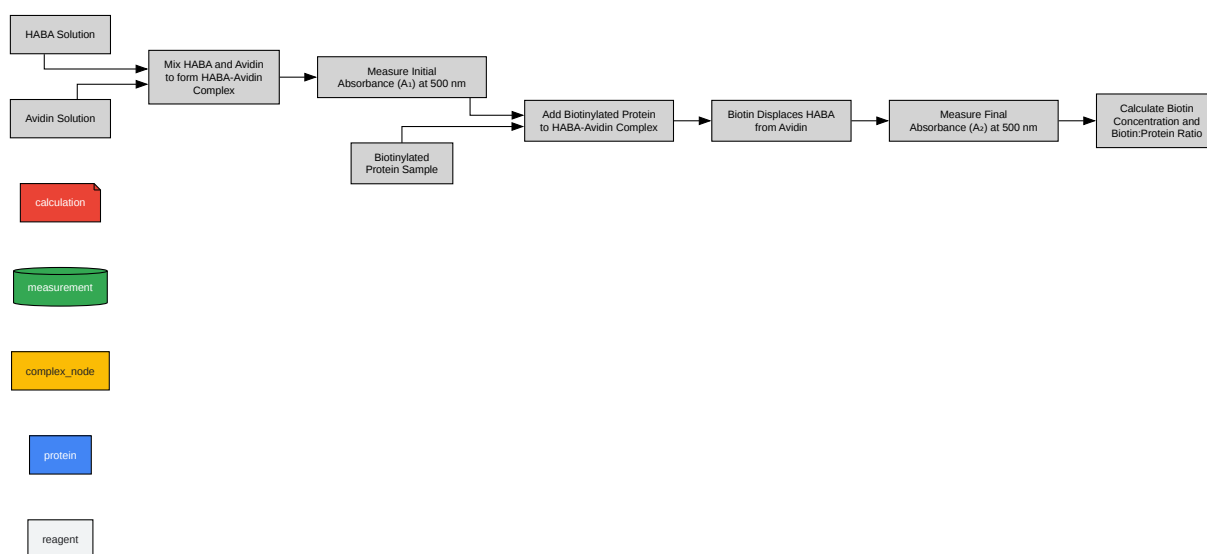 HABA Solution
Avidin Solution
Mix HABA and Avidin
to form HABA-Avidin
Complex
Measure Initial
Absorbance (A₁) at 500 nm
Biotinylated
Protein Sample
Add Biotinylated Protein
to HABA-Avidin Complex
Biotin Displaces HABA
from Avidin
Measure Final
Absorbance (A₂) at 500 nm
Calculate Biotin
Concentration and
Biotin:Protein Ratio
calculation
measurement
complex_node
protein
reagent